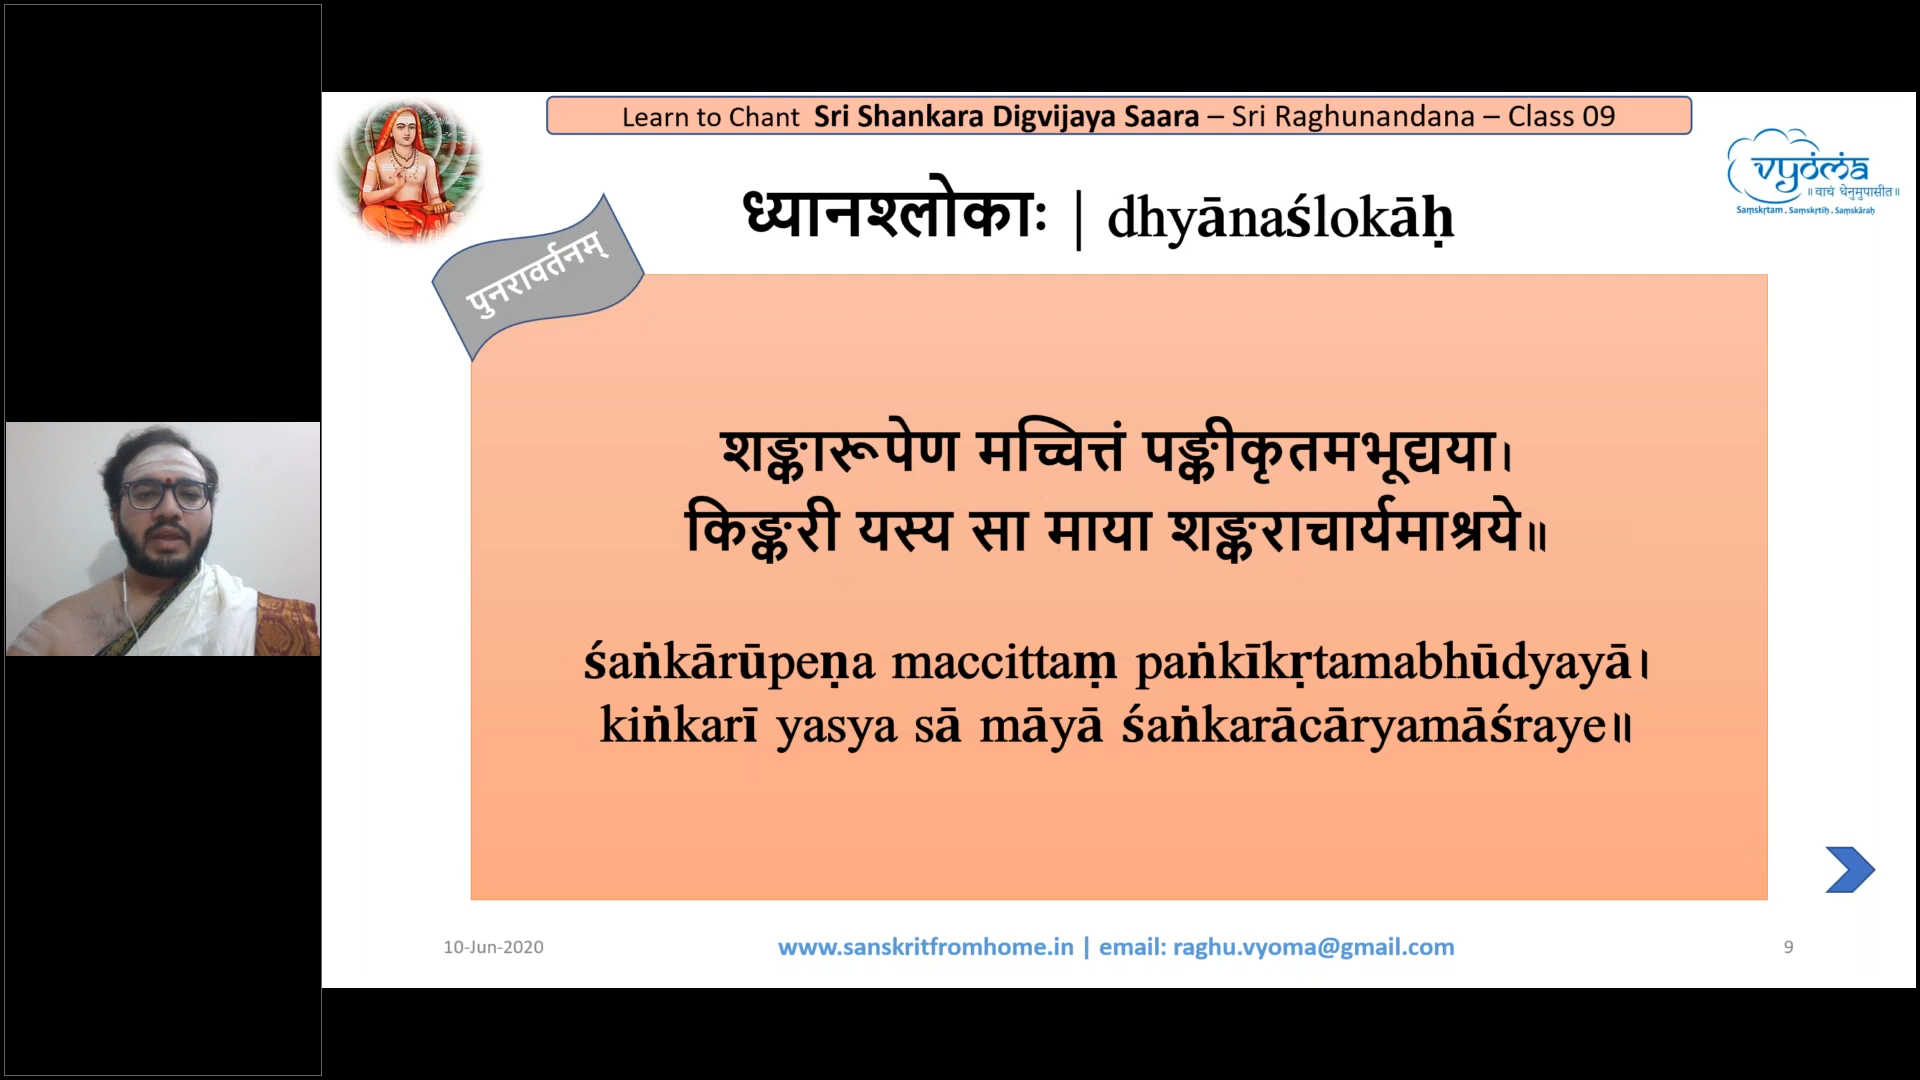 Learn to Chant Sri Shankara Digvijaya Saara – Sri Raghunandana – Class 09
vyoma
॥ वाचं धेनुमुपासीत॥
Saṃskṛtam . Saṃskṛtiḥ . Saṃskāraḥ
ध्यानश्लोकाः | dhyānaślokāḥ
पुनरावर्तनम्
शङ्कारूपेण मच्चित्तं पङ्कीकृतमभूद्यया।
किङ्करी यस्य सा माया शङ्कराचार्यमाश्रये॥
śaṅkārūpeṇa maccittaṃ paṅkīkṛtamabhūdyayā।
kiṅkarī yasya sā māyā śaṅkarācāryamāśraye॥
10-Jun-2020
www.sanskritfromhome.in | email: raghu.vyoma@gmail.com
9